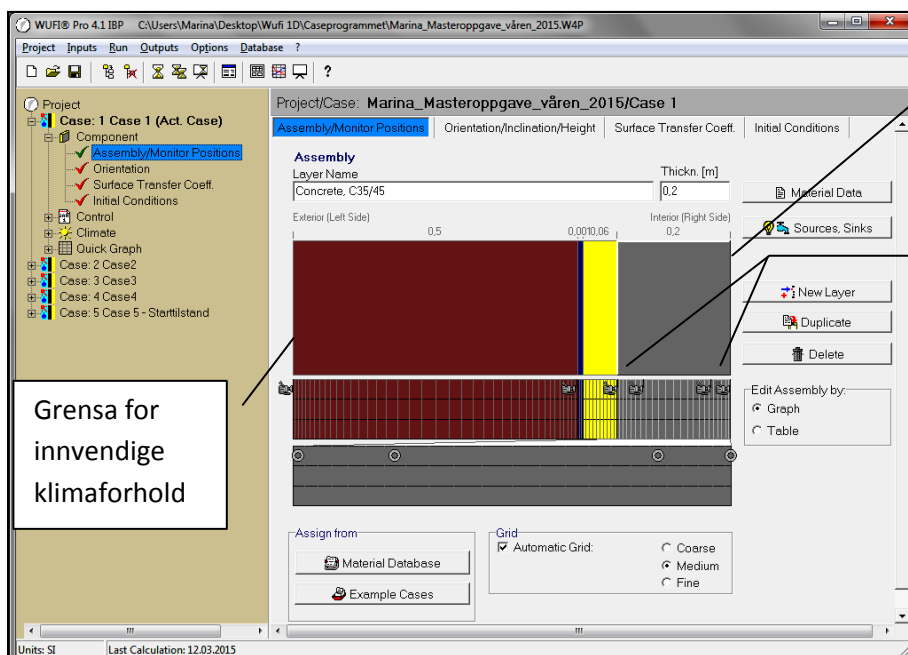 WUFI® Pro 4.1 IBP C:\Users\Marina\Desktop\Wufi 1D\Caseprogrammet\Marina_Masteroppgave_våren_2015.W4P
Project Inputs Run Outputs Options Database ?
Project
Case: 1 Case 1 (Act. Case)
Component
Assembly/Monitor Positions
Orientation
Surface Transfer Coeff.
Initial Conditions
Control
Climate
Quick Graph
Case: 2 Case2
Case: 3 Case3
Case: 4 Case4
Case: 5 Case 5 - Starttilstand
Project/Case: Marina_Masteroppgave_våren_2015/Case 1
Assembly/Monitor Positions Orientation/Inclination/Height Surface Transfer Coeff. Initial Conditions
Assembly
Layer Name Thickn. [m]
Concrete, C35/45 0,2
Exterior (Left Side) Interior (Right Side)
0,5 0,0010,06 0,2
Material Data
Sources, Sinks
New Layer
Duplicate
Delete
Edit Assembly by:
Graph
Table
Grensa for
innvendige
klimaforhold
Assign from
Material Database
Example Cases
Grid
Automatic Grid:
Coarse
Medium
Fine
Units: SI Last Calculation: 12.03.2015